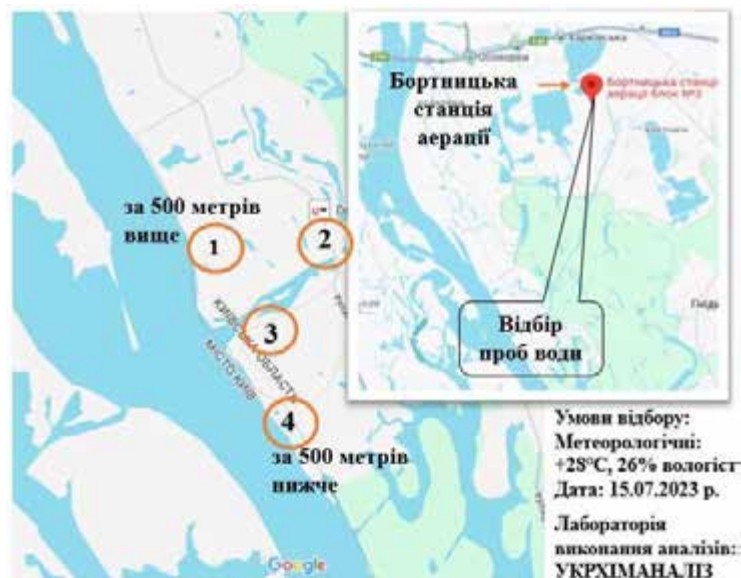 за 500 метрів
вище
1
2
3
4
КИЇВСЬКА ОБЛАСТЬ
МІСТО КИЇВ
за 500 метрів
нижче
Google
Харківська
Бортницька
станція
аерації
Бортницька станці
аерації блок №3
Відбір
проб води
Умови відбору:
Метеорологічні:
+28°С, 26% вологіст
Дата: 15.07.2023 р.
Лабораторія
виконання аналізів:
УКРХІМАНАЛІЗ